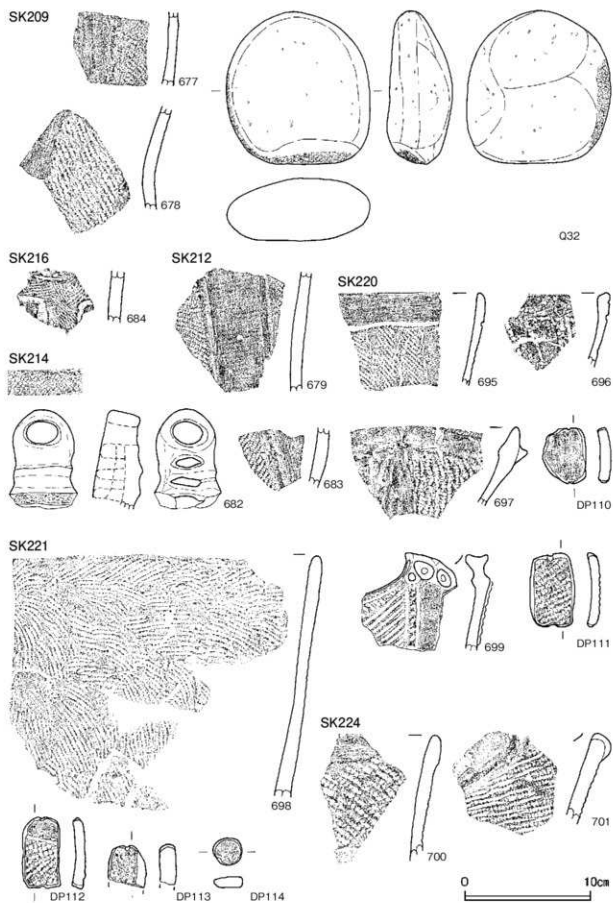 SK209
677
678
Q32
SK216
684
SK212
679
SK220
695
696
SK214
682
683
697
DP110
SK221
698
699
DP111
SK224
700
701
DP112
DP113
DP114
0 10cm